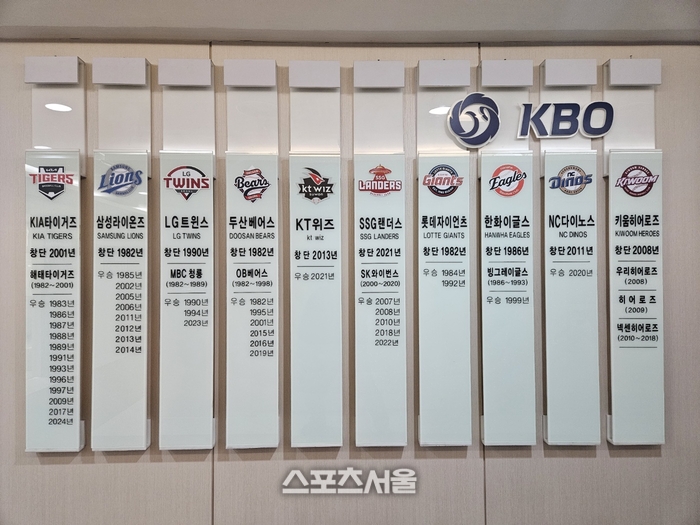 KBO
TIGERS
KIA타이거즈
KIA TIGERS
창단 2001년
해태타이거즈
(1982~2001)
우승 1983년
1986년
1987년
1988년
1989년
1991년
1993년
1996년
1997년
2009년
2017년
2024년
Lions
삼성라이온즈
SAMSUNG LIONS
창단 1982년
우승 1985년
2002년
2005년
2006년
2011년
2012년
2013년
2014년
LG
TWINS
LG트윈스
LG TWINS
창단 1990년
MBC청룡
(1982~1989)
우승 1990년
1994년
2023년
Bears
두산베어스
DOOSAN BEARS
창단 1982년
OB베어스
(1982~1998)
우승 1982년
1995년
2001년
2015년
2016년
2019년
kt wiz
KT위즈
kt wiz
창단 2013년
우승 2021년
SSG
LANDERS
SSG랜더스
SSG LANDERS
창단 2021년
SK와이번스
(2000~2020)
우승 2007년
2008년
2010년
2018년
2022년
Giants
롯데자이언츠
LOTTE GIANTS
창단 1982년
우승 1984년
1992년
Eagles
한화이글스
HANWHA EAGLES
창단 1986년
빙그레이글스
(1986~1993)
우승 1999년
NC
DINOS
NC다이노스
NC DINOS
창단 2011년
우승 2020년
KIWOOM
키움히어로즈
KIWOOM HEROES
창단 2008년
우리히어로즈
(2008)
히어로즈
(2009)
넥센히어로즈
(2010~2018)
스포츠서울